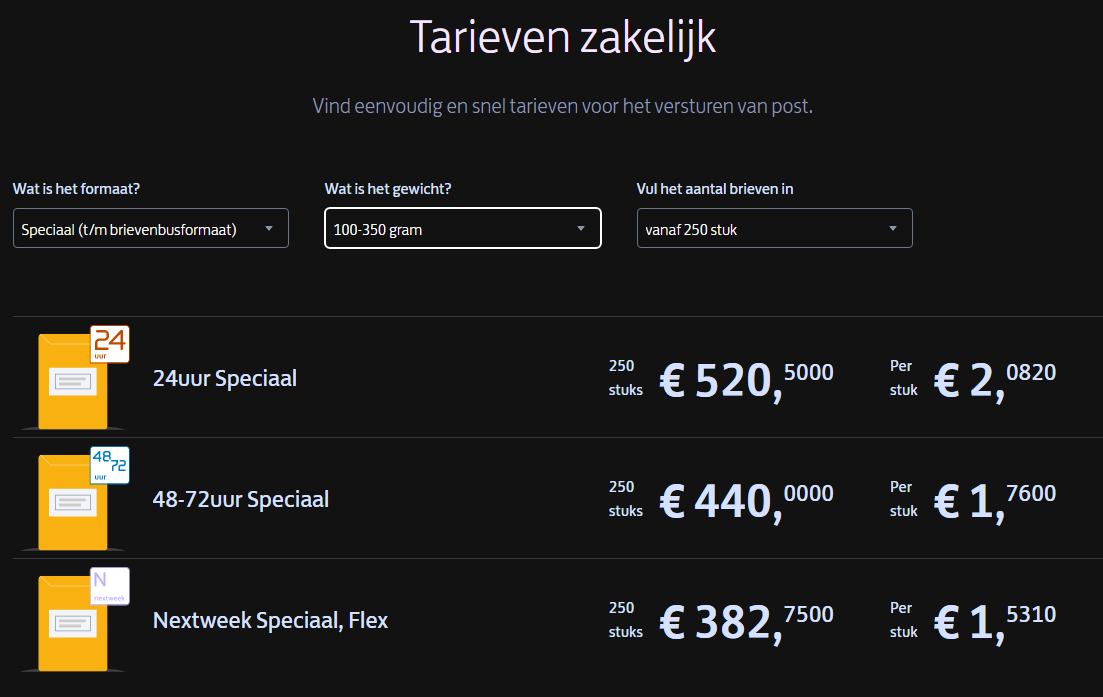 Tarieven zakelijk
Vind eenvoudig en snel tarieven voor het versturen van post.
Wat is het formaat?
Speciaal (t/m brievenbusformaat)
Wat is het gewicht?
100-350 gram
Vul het aantal brieven in
vanaf 250 stuk
24 uur
24uur Speciaal
250 stuks
€ 520,5000
Per stuk
€ 2,0820
48 72 uur
48-72uur Speciaal
250 stuks
€ 440,0000
Per stuk
€ 1,7600
N nextweek
Nextweek Speciaal, Flex
250 stuks
€ 382,7500
Per stuk
€ 1,5310